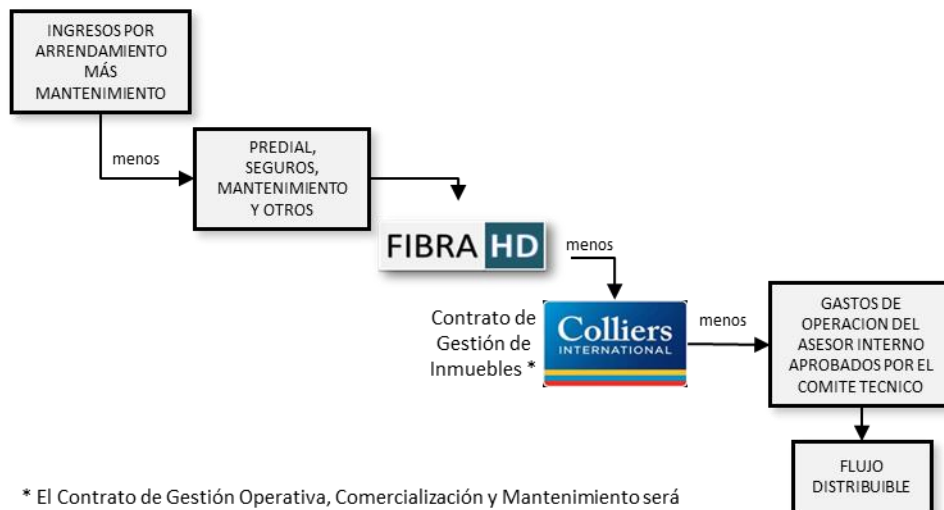 INGRESOS POR
ARRENDAMIENTO
MÁS
MANTENIMIENTO
menos
PREDIAL,
SEGUROS,
MANTENIMIENTO
Y OTROS
FIBRA HD
menos
Contrato de
Gestión de
Inmuebles *
Colliers
INTERNATIONAL
menos
GASTOS DE
OPERACION DEL
ASESOR INTERNO
APROBADOS POR EL
COMITE TECNICO
FLUJO
DISTRIBUIBLE
* El Contrato de Gestión Operativa, Comercialización y Mantenimiento será